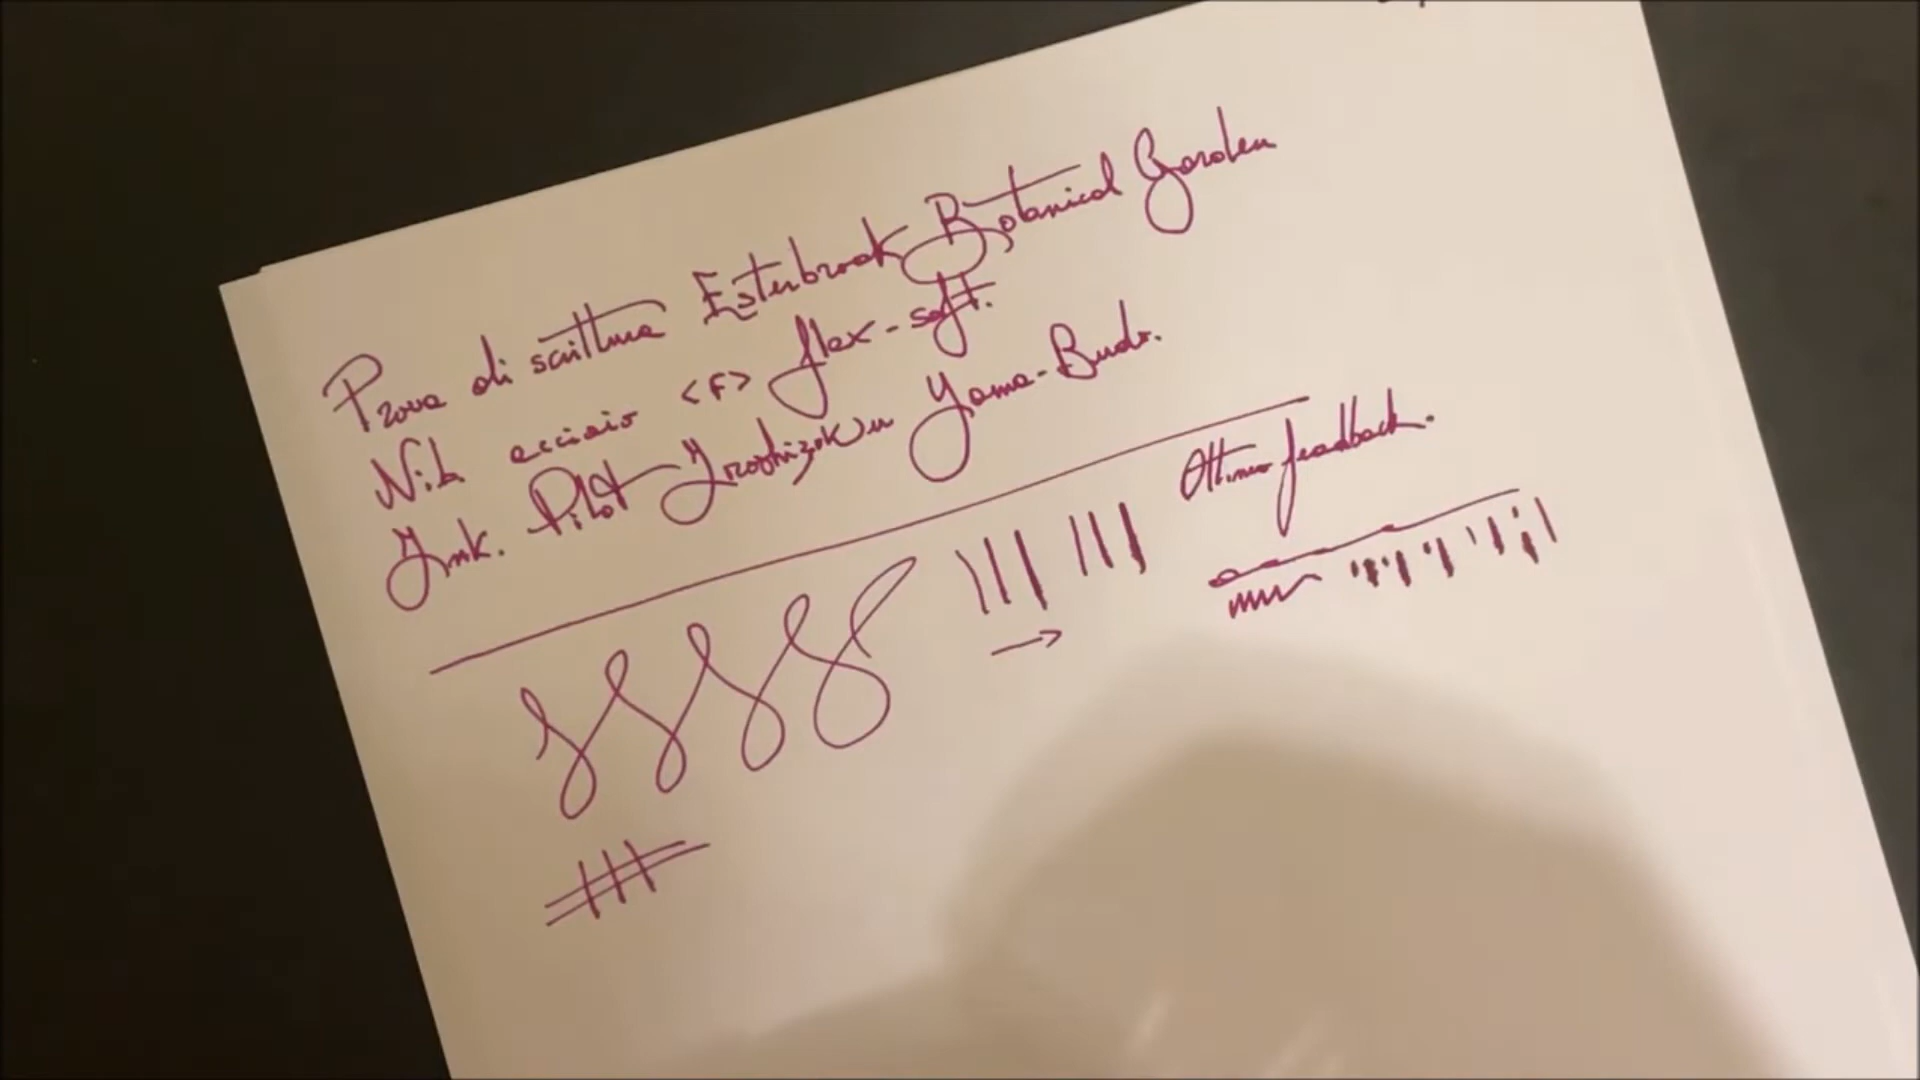 Prova di scrittura Esterbrook Botanical Garden
Nib acciaio <F> flex-soft.
Ink. Pilot Iroshizuku Yama-Budo.
Ottimo feedback.